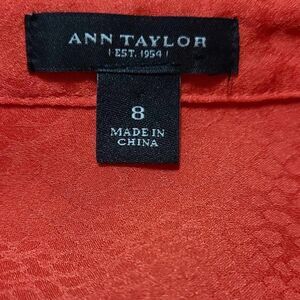 ANN TAYLOR
EST. 1954
8
MADE IN
CHINA